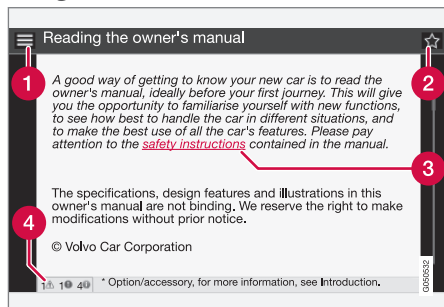 Reading the owner's manual
1
2
A good way of getting to know your new car is to read the
owner's manual, ideally before your first journey. This will give
you the opportunity to familiarise yourself with new functions,
to see how best to handle the car in different situations, and
to make the best use of all the car's features. Please pay
attention to the safety instructions contained in the manual.
3
The specifications, design features and illustrations in this
owner's manual are not binding. We reserve the right to make
modifications without prior notice.
4
© Volvo Car Corporation
1 1 4 * Option/accessory, for more information, see Introduction.
G050532